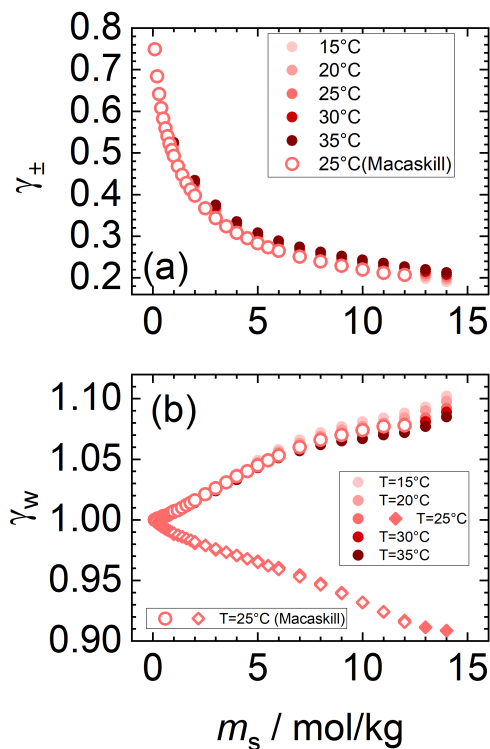 0.8
0.7
0.6
0.5
0.4
0.3
0.2
γ±
15°C
20°C
25°C
30°C
35°C
25°C(Macaskill)
(a)
0
5
10
15
1.10
1.05
1.00
0.95
0.90
γw
(b)
T=15°C
T=20°C
T=25°C
T=30°C
T=35°C
T=25°C (Macaskill)
0
5
10
15
ms / mol/kg